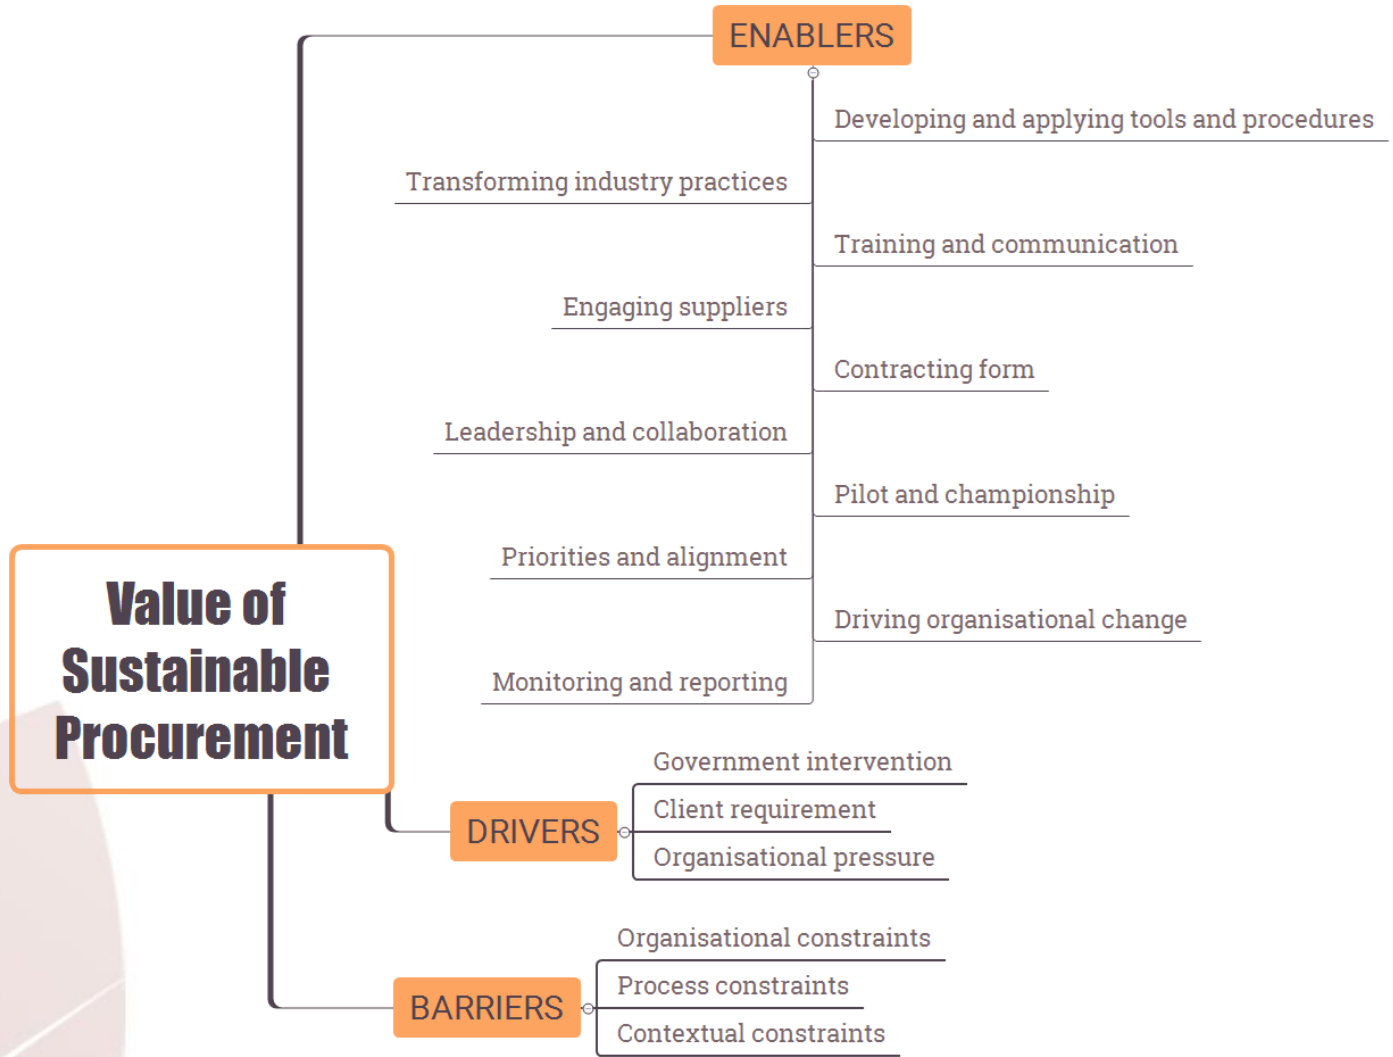 ENABLERS
Developing and applying tools and procedures
Transforming industry practices
Training and communication
Engaging suppliers
Contracting form
Leadership and collaboration
Pilot and championship
Priorities and alignment
Driving organisational change
Monitoring and reporting
Value of
Sustainable
Procurement
DRIVERS
Government intervention
Client requirement
Organisational pressure
BARRIERS
Organisational constraints
Process constraints
Contextual constraints